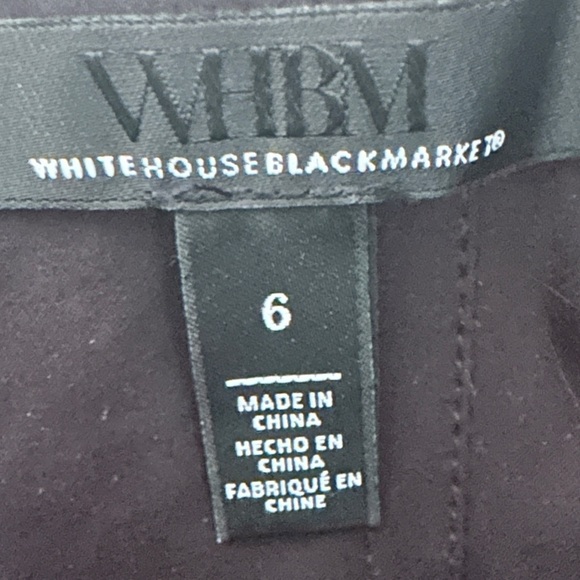 WHBM
WHITEHOUSEBLACKMARKET®
6
MADE IN
CHINA
HECHO EN
CHINA
FABRIQUÉ EN
CHINE